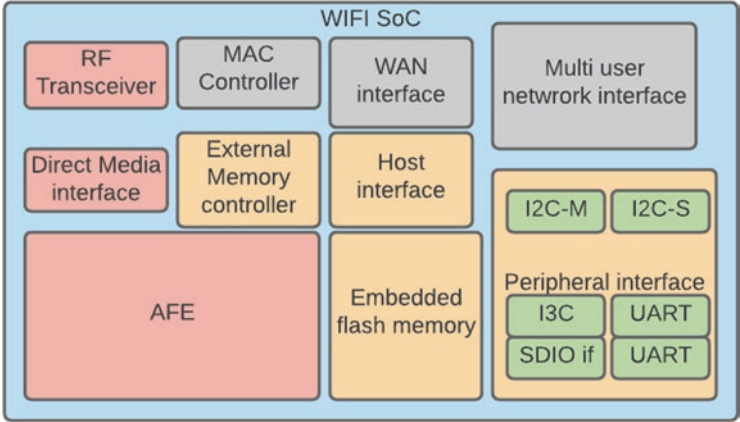 WIFI SoC
RF
Transceiver
MAC
Controller
WAN
interface
Multi user
netwrork interface
Direct Media
interface
External
Memory
controller
Host
interface
I2C-M
I2C-S
Peripheral interface
I3C
UART
SDIO if
UART
AFE
Embedded
flash memory